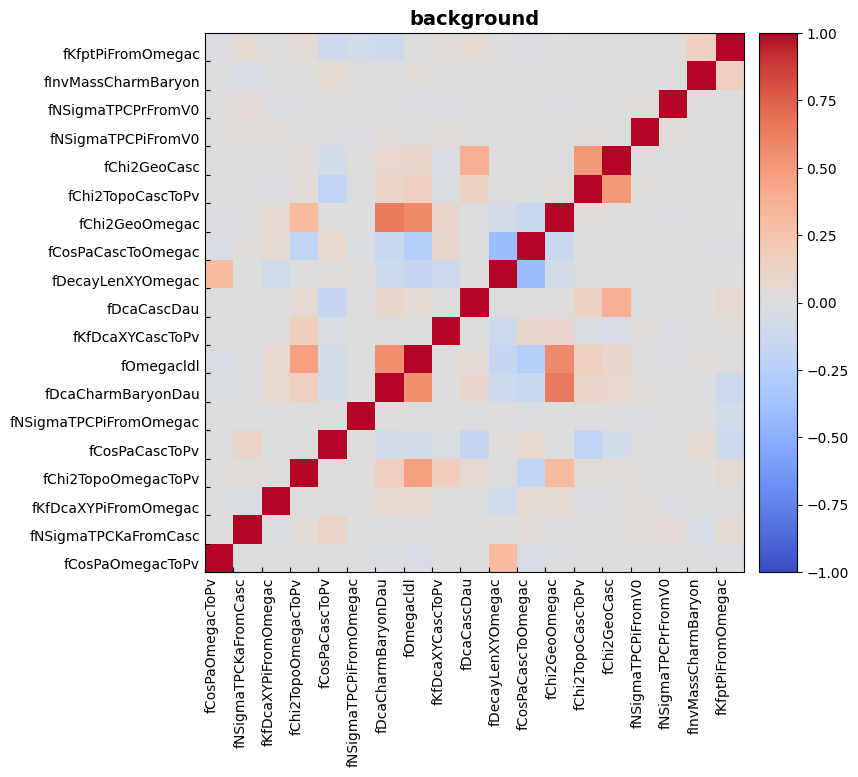 background
fKfptPiFromOmegac
fInvMassCharmBaryon
fNSigmaTPCPrFromV0
fNSigmaTPCPiFromV0
fChi2GeoCasc
fChi2TopoCascToPv
fChi2GeoOmegac
fCosPaCascToOmegac
fDecayLenXYOmegac
fDcaCascDau
fKfDcaXYCascToPv
fOmegacldl
fDcaCharmBaryonDau
fNSigmaTPCPiFromOmegac
fCosPaCascToPv
fChi2TopoOmegacToPv
fKfDcaXYPiFromOmegac
fNSigmaTPCKaFromCasc
fCosPaOmegacToPv
fCosPaOmegacToPv
fNSigmaTPCKaFromCasc
fKfDcaXYPiFromOmegac
fChi2TopoOmegacToPv
fCosPaCascToPv
fNSigmaTPCPiFromOmegac
fDcaCharmBaryonDau
fOmegacldl
fKfDcaXYCascToPv
fDcaCascDau
fDecayLenXYOmegac
fCosPaCascToOmegac
fChi2GeoOmegac
fChi2TopoCascToPv
fChi2GeoCasc
fNSigmaTPCPiFromV0
fNSigmaTPCPrFromV0
fInvMassCharmBaryon
fKfptPiFromOmegac
1.00
0.75
0.50
0.25
0.00
−0.25
−0.50
−0.75
−1.00